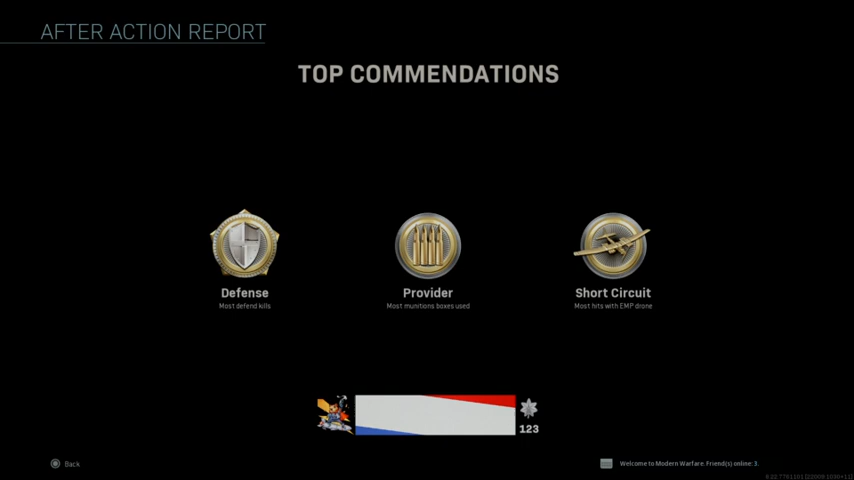 AFTER ACTION REPORT
TOP COMMENDATIONS
Defense
Most defend kills
Provider
Most munitions boxes used
Short Circuit
Most hits with EMP drone
123
Back
Welcome to Modern Warfare. Friend(s) online: 3.